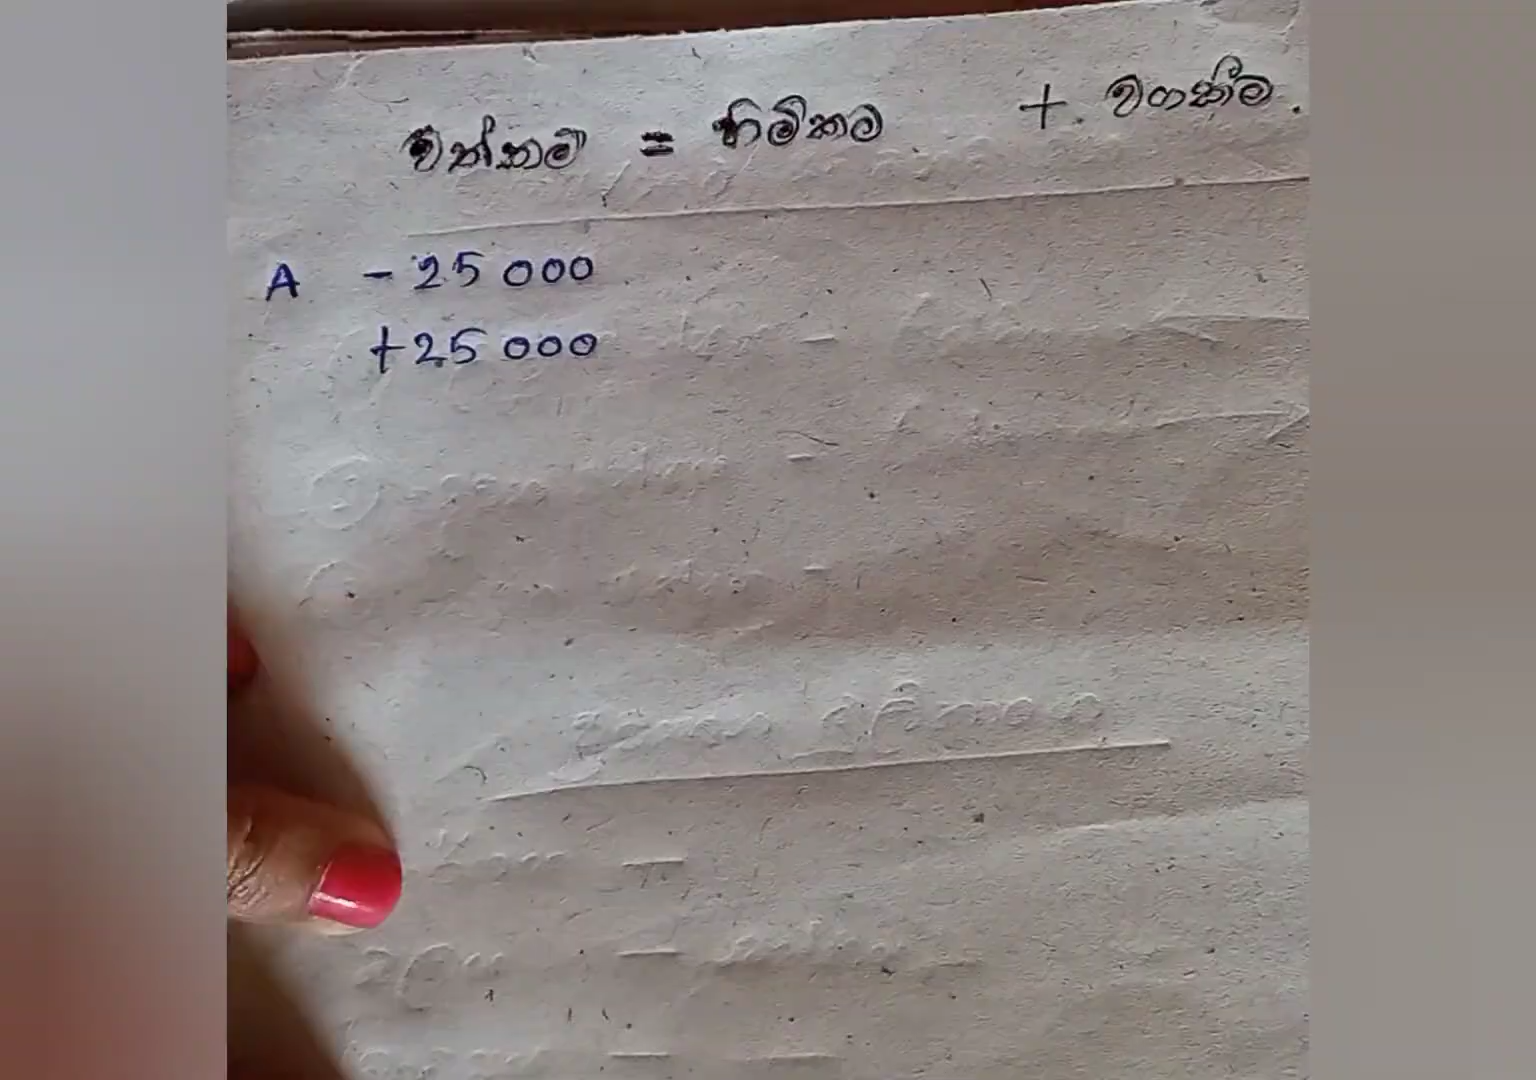 වත්කම් = හිමිකම + වගකීම.
A - 25 000
+ 25 000